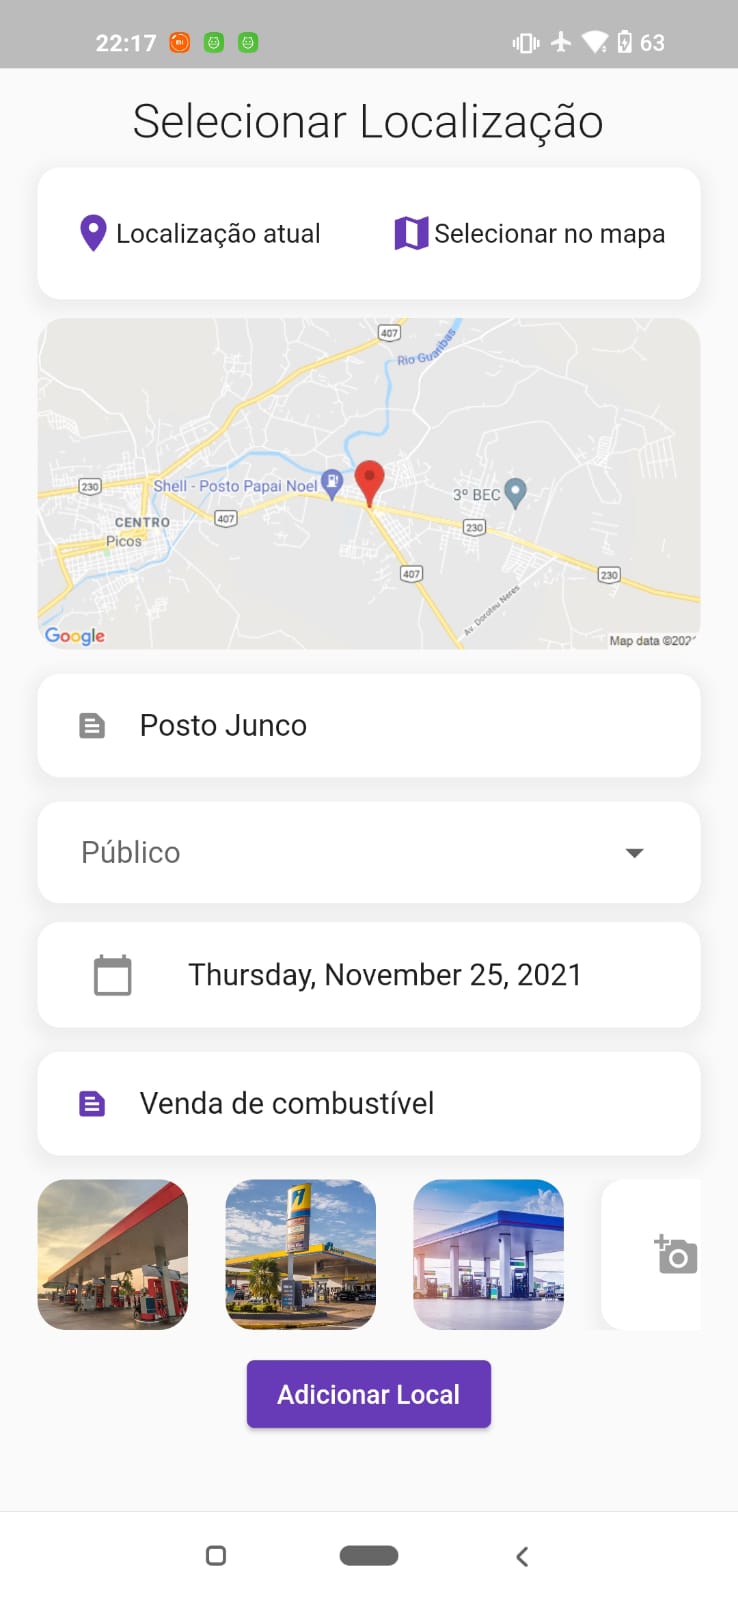 22:17
63
Selecionar Localização
Localização atual
Selecionar no mapa
407
Rio Guaribas
230
Shell - Posto Papai Noel
3º BEC
CENTRO
407
230
Picos
407
230
Av. Doroteu Neres
Google
Map data ©202
Posto Junco
Público
Thursday, November 25, 2021
Venda de combustível
Adicionar Local